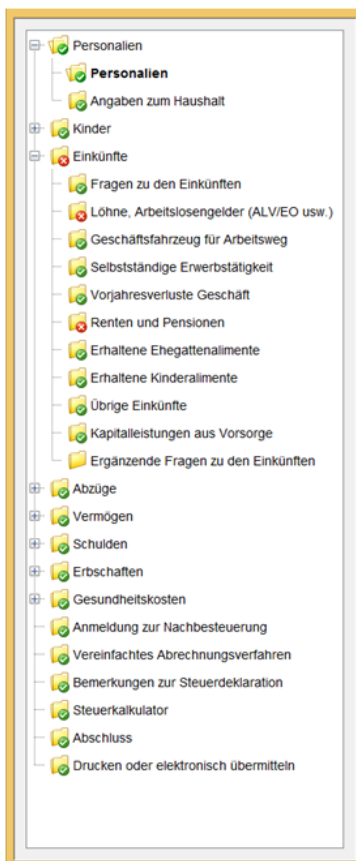 Personalien
Personalien
Angaben zum Haushalt
Kinder
Einkünfte
Fragen zu den Einkünften
Löhne, Arbeitslosengelder (ALV/EO usw.)
Geschäftsfahrzeug für Arbeitsweg
Selbstständige Erwerbstätigkeit
Vorjahresverluste Geschäft
Renten und Pensionen
Erhaltene Ehegattenalimente
Erhaltene Kinderalimente
Übrige Einkünfte
Kapitalleistungen aus Vorsorge
Ergänzende Fragen zu den Einkünften
Abzüge
Vermögen
Schulden
Erbschaften
Gesundheitskosten
Anmeldung zur Nachbesteuerung
Vereinfachtes Abrechnungsverfahren
Bemerkungen zur Steuerdeklaration
Steuerkalkulator
Abschluss
Drucken oder elektronisch übermitteln